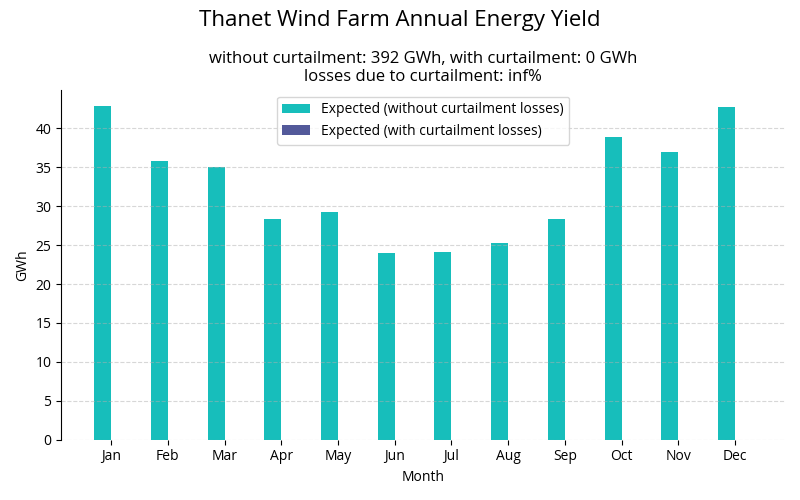 Thanet Wind Farm Annual Energy Yield
without curtailment: 392 GWh, with curtailment: 0 GWh
losses due to curtailment: inf%
Expected (without curtailment losses)
Expected (with curtailment losses)
GWh
40
35
30
25
20
15
10
5
0
Jan Feb Mar Apr May Jun Jul Aug Sep Oct Nov Dec
Month